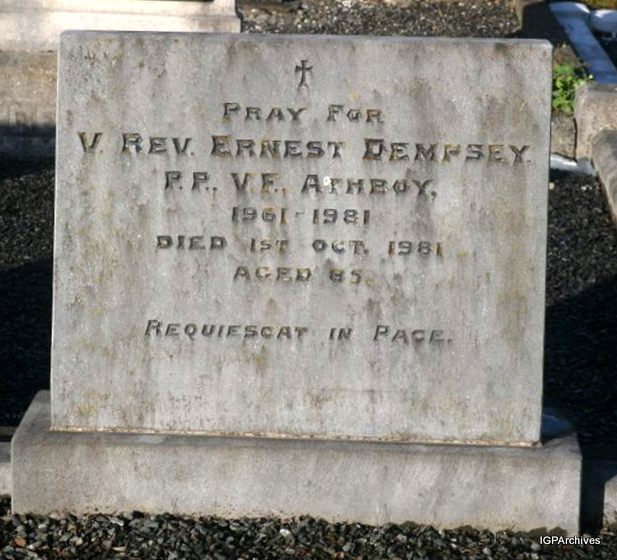 Pray For
V. Rev. Ernest Dempsey.
P.P., V.F., Athboy,
1961-1981
Died 1st Oct. 1981
Aged 85.
Requiescat in Pace.
IGPArchives